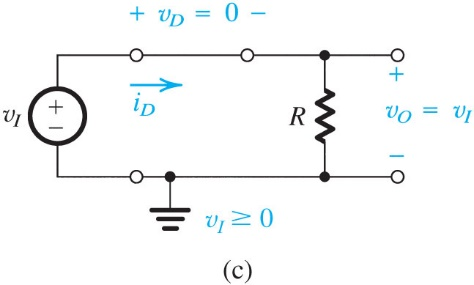 + v_D = 0 −
i_D
v_I
+
−
R
+
v_O = v_I
−
v_I ≥ 0
(c)